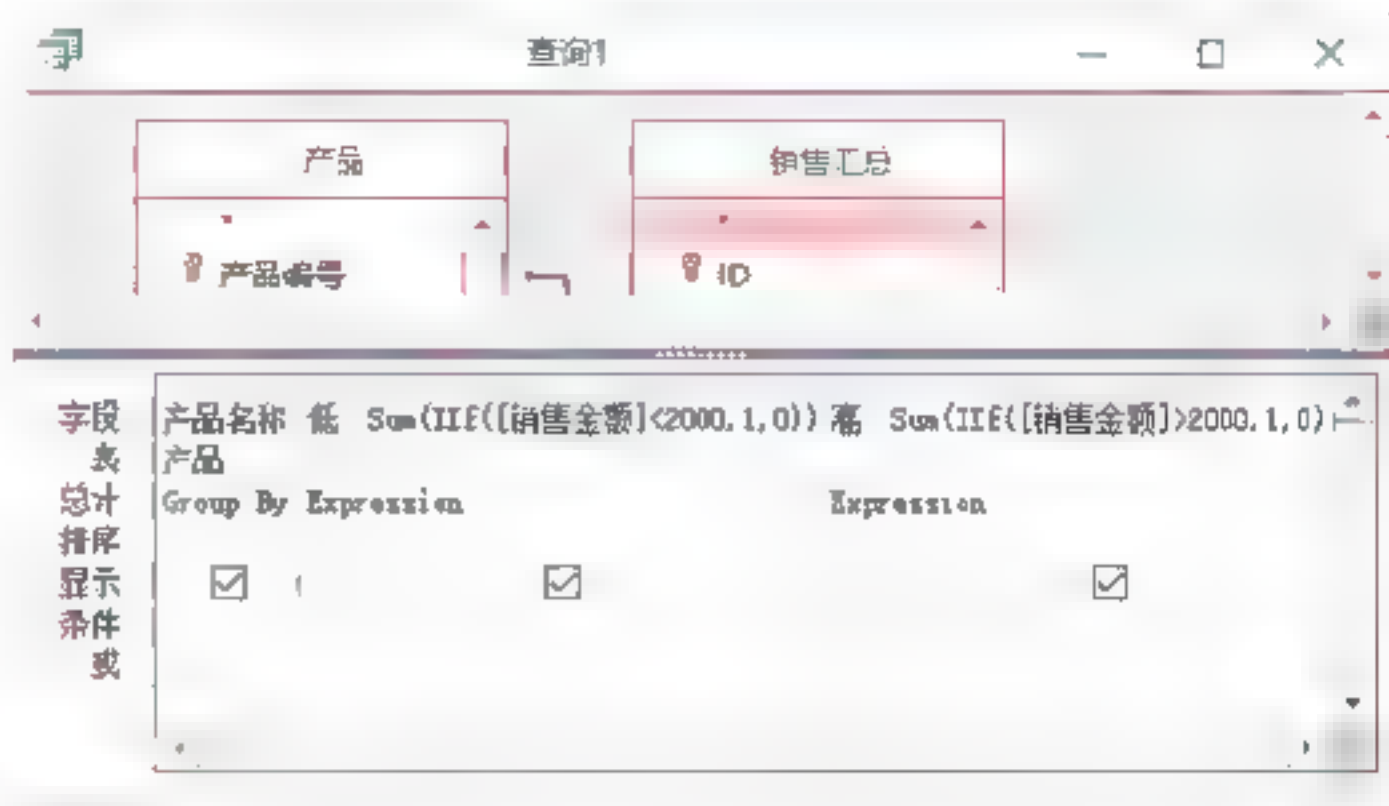 查询1
产品
销售汇总
产品编号
ID
字段 产品名称 低 Sum(IIf([销售金额]<2000,1,0)) 高 Sum(IIf([销售金额]>2000,1,0)
表 产品
总计 Group By Expression Expression
排序
显示
条件
或